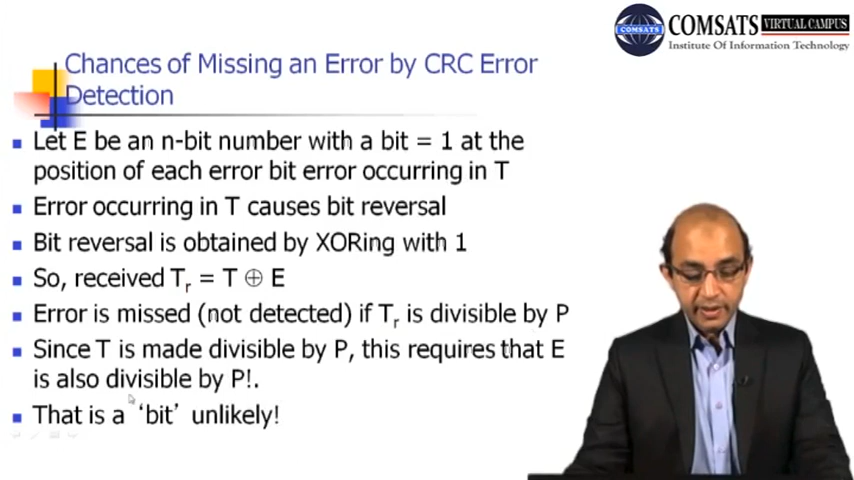 COMSATS VIRTUAL CAMPUS
COMSATS
Institute Of Information Technology
Chances of Missing an Error by CRC Error
Detection
Let E be an n-bit number with a bit = 1 at the
position of each error bit error occurring in T
Error occurring in T causes bit reversal
Bit reversal is obtained by XORing with 1
So, received Tr = T ⊕ E
Error is missed (not detected) if Tr is divisible by P
Since T is made divisible by P, this requires that E
is also divisible by P!.
That is a ‘bit’ unlikely!